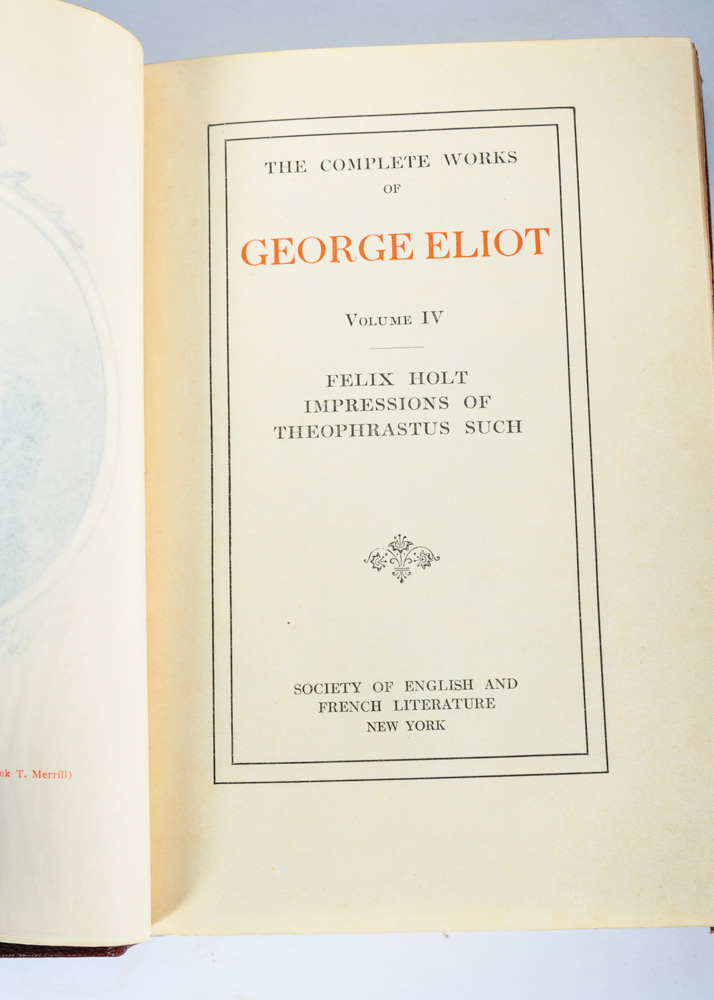 THE COMPLETE WORKS
OF
GEORGE ELIOT
VOLUME IV
FELIX HOLT
IMPRESSIONS OF
THEOPHRASTUS SUCH
SOCIETY OF ENGLISH AND
FRENCH LITERATURE
NEW YORK
T. Merrill)